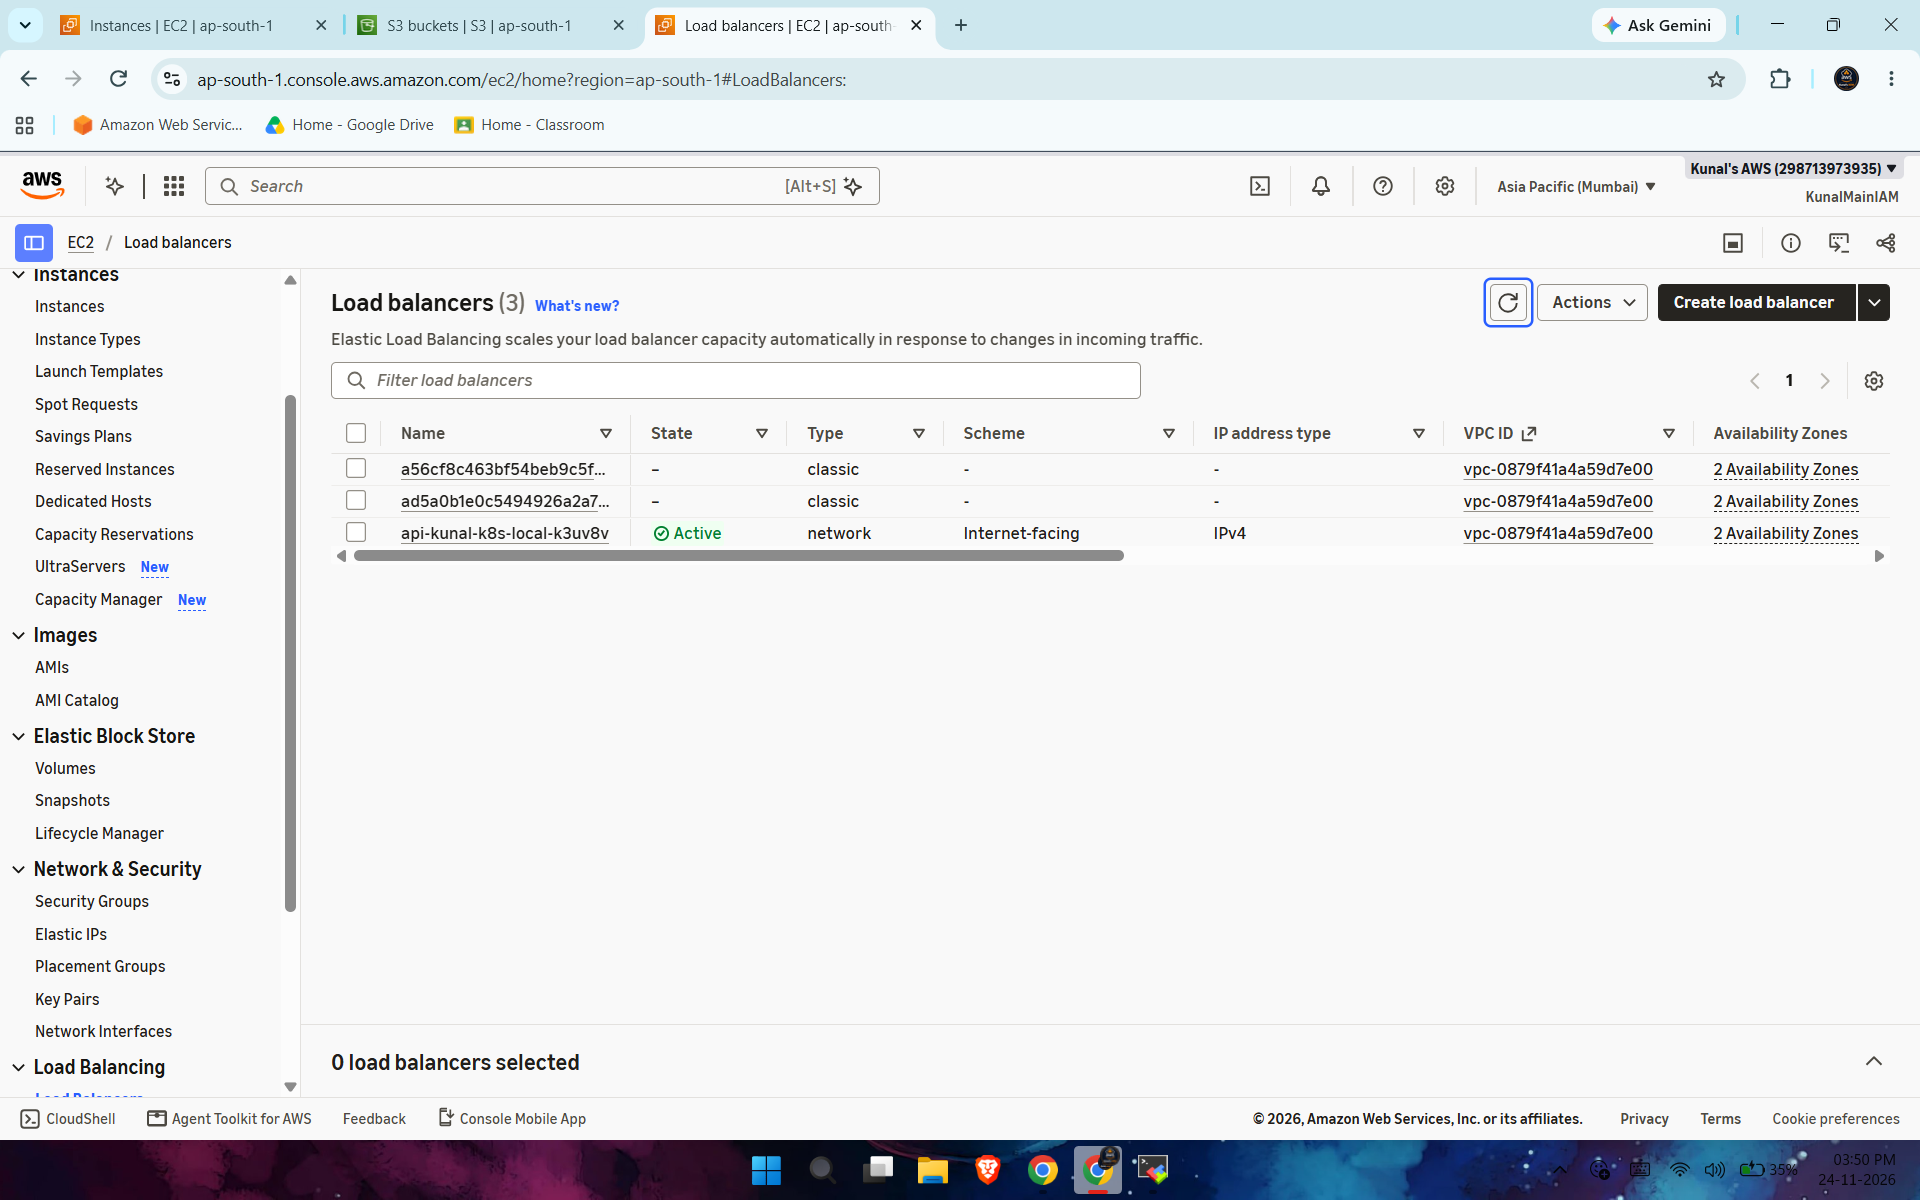 Instances | EC2 | ap-south-1
S3 buckets | S3 | ap-south-1
Load balancers | EC2 | ap-south-
Ask Gemini
ap-south-1.console.aws.amazon.com/ec2/home?region=ap-south-1#LoadBalancers:
Amazon Web Servic...
Home - Google Drive
Home - Classroom
aws
Search
[Alt+S]
Asia Pacific (Mumbai)
Kunal's AWS (298713973935)
KunalMainIAM
EC2 / Load balancers
Instances
Instances
Instance Types
Launch Templates
Spot Requests
Savings Plans
Reserved Instances
Dedicated Hosts
Capacity Reservations
UltraServers New
Capacity Manager New
Images
AMIs
AMI Catalog
Elastic Block Store
Volumes
Snapshots
Lifecycle Manager
Network & Security
Security Groups
Elastic IPs
Placement Groups
Key Pairs
Network Interfaces
Load Balancing
Load Balancers
Load balancers (3) What's new?
Actions
Create load balancer
Elastic Load Balancing scales your load balancer capacity automatically in response to changes in incoming traffic.
Filter load balancers
1
Name State Type Scheme IP address type VPC ID Availability Zones
a56cf8c463bf54beb9c5f... – classic - - vpc-0879f41a4a59d7e00 2 Availability Zones
ad5a0b1e0c5494926a2a7... – classic - - vpc-0879f41a4a59d7e00 2 Availability Zones
api-kunal-k8s-local-k3uv8v Active network Internet-facing IPv4 vpc-0879f41a4a59d7e00 2 Availability Zones
0 load balancers selected
CloudShell
Agent Toolkit for AWS
Feedback
Console Mobile App
© 2026, Amazon Web Services, Inc. or its affiliates.
Privacy
Terms
Cookie preferences
35%
03:50 PM
24-11-2026